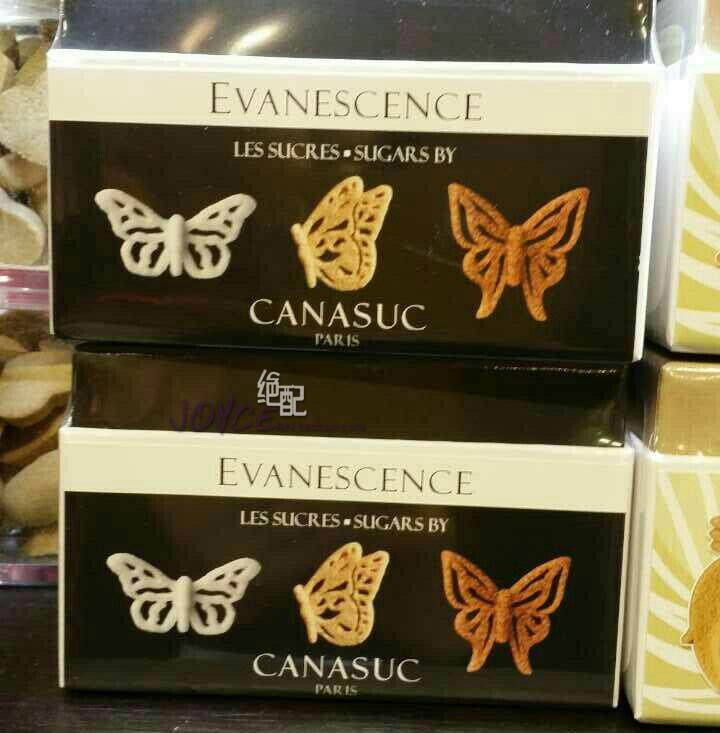 EVANESCENCE
LES SUCRES ▪ SUGARS BY
CANASUC
PARIS
绝配
JOYCE
EVANESCENCE
LES SUCRES ▪ SUGARS BY
CANASUC
PARIS